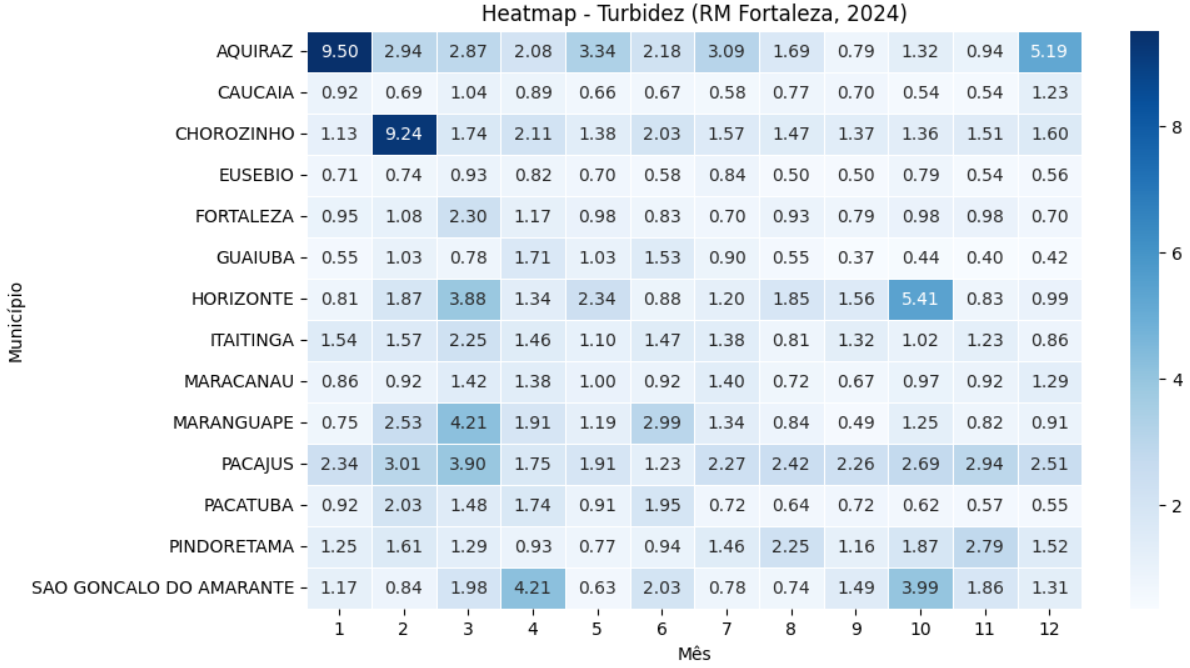 Heatmap - Turbidez (RM Fortaleza, 2024)
AQUIRAZ 9.50 2.94 2.87 2.08 3.34 2.18 3.09 1.69 0.79 1.32 0.94 5.19
CAUCAIA 0.92 0.69 1.04 0.89 0.66 0.67 0.58 0.77 0.70 0.54 0.54 1.23
CHOROZINHO 1.13 9.24 1.74 2.11 1.38 2.03 1.57 1.47 1.37 1.36 1.51 1.60
EUSEBIO 0.71 0.74 0.93 0.82 0.70 0.58 0.84 0.50 0.50 0.79 0.54 0.56
FORTALEZA 0.95 1.08 2.30 1.17 0.98 0.83 0.70 0.93 0.79 0.98 0.98 0.70
GUAIUBA 0.55 1.03 0.78 1.71 1.03 1.53 0.90 0.55 0.37 0.44 0.40 0.42
HORIZONTE 0.81 1.87 3.88 1.34 2.34 0.88 1.20 1.85 1.56 5.41 0.83 0.99
ITAITINGA 1.54 1.57 2.25 1.46 1.10 1.47 1.38 0.81 1.32 1.02 1.23 0.86
MARACANAU 0.86 0.92 1.42 1.38 1.00 0.92 1.40 0.72 0.67 0.97 0.92 1.29
MARANGUAPE 0.75 2.53 4.21 1.91 1.19 2.99 1.34 0.84 0.49 1.25 0.82 0.91
PACAJUS 2.34 3.01 3.90 1.75 1.91 1.23 2.27 2.42 2.26 2.69 2.94 2.51
PACATUBA 0.92 2.03 1.48 1.74 0.91 1.95 0.72 0.64 0.72 0.62 0.57 0.55
PINDORETAMA 1.25 1.61 1.29 0.93 0.77 0.94 1.46 2.25 1.16 1.87 2.79 1.52
SAO GONCALO DO AMARANTE 1.17 0.84 1.98 4.21 0.63 2.03 0.78 0.74 1.49 3.99 1.86 1.31
1 2 3 4 5 6 7 8 9 10 11 12
Mês
Município
8
6
4
2